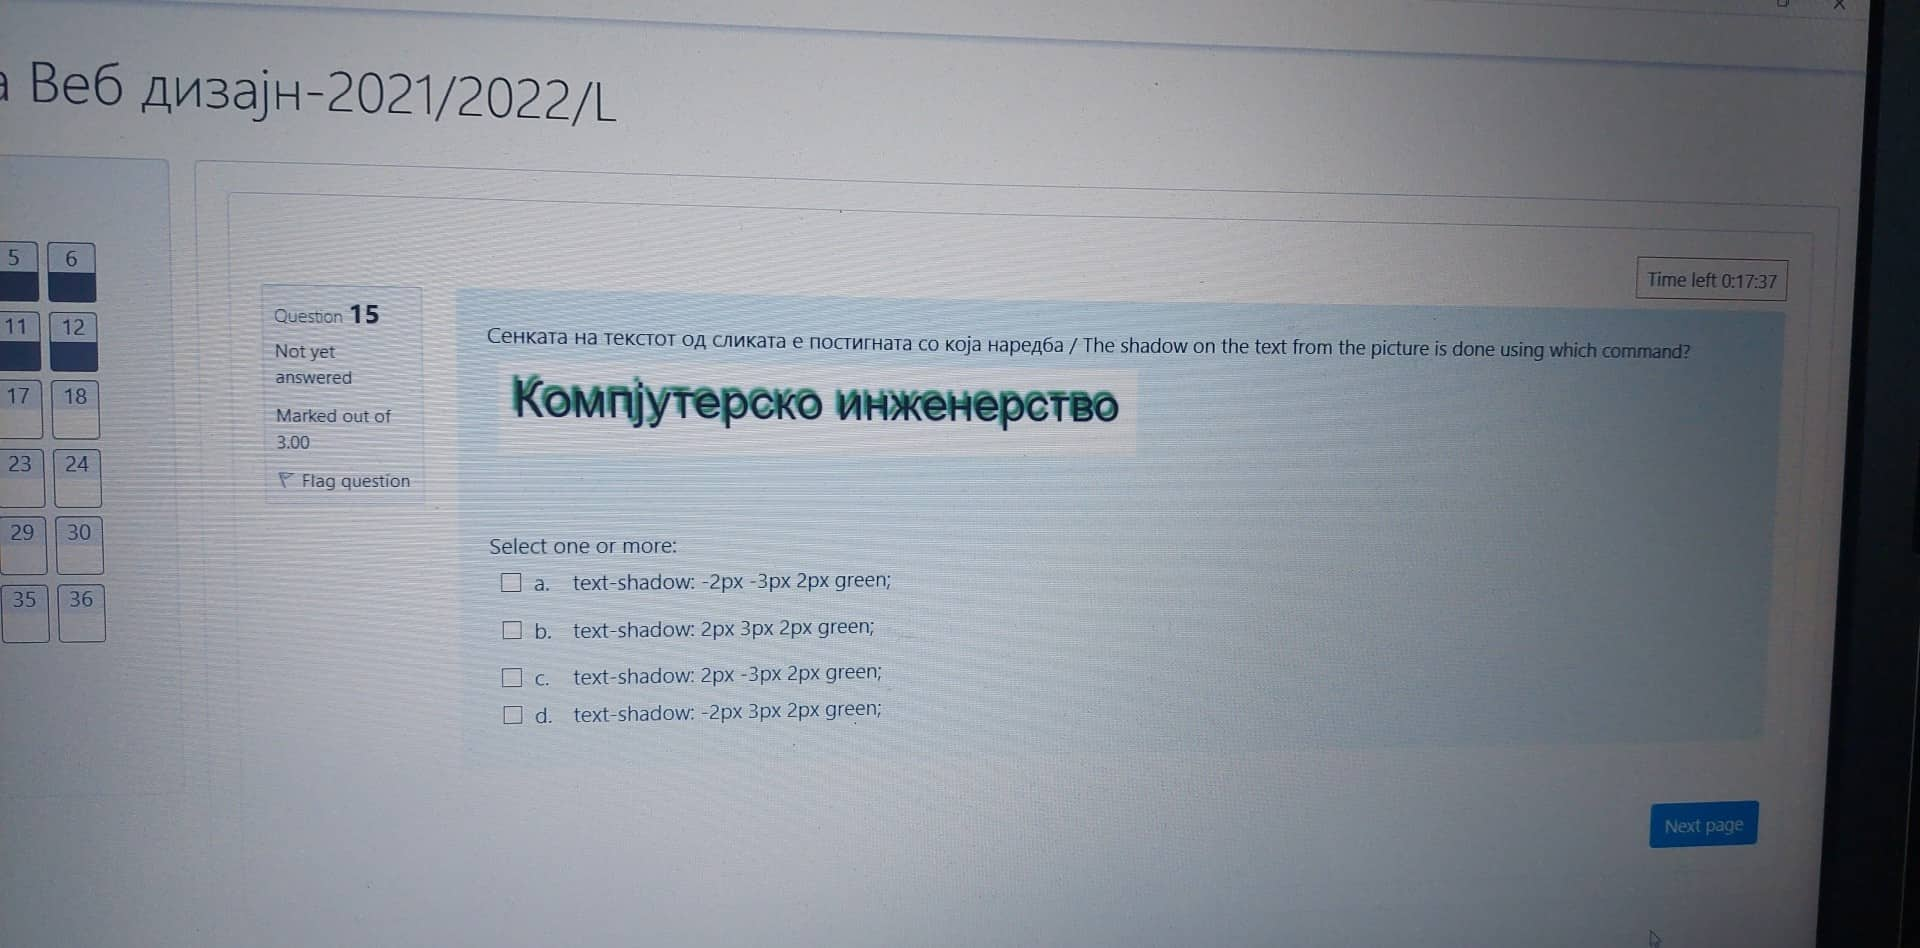 Веб дизајн-2021/2022/L
5 6
11 12
17 18
23 24
29 30
35 36
Time left 0:17:37
Question 15
Not yet
answered
Marked out of
3.00
Flag question
Сенката на текстот од сликата е постигната со која наредба / The shadow on the text from the picture is done using which command?
Компјутерско инженерство
Select one or more:
a. text-shadow: -2px -3px 2px green;
b. text-shadow: 2px 3px 2px green;
c. text-shadow: 2px -3px 2px green;
d. text-shadow: -2px 3px 2px green;
Next page